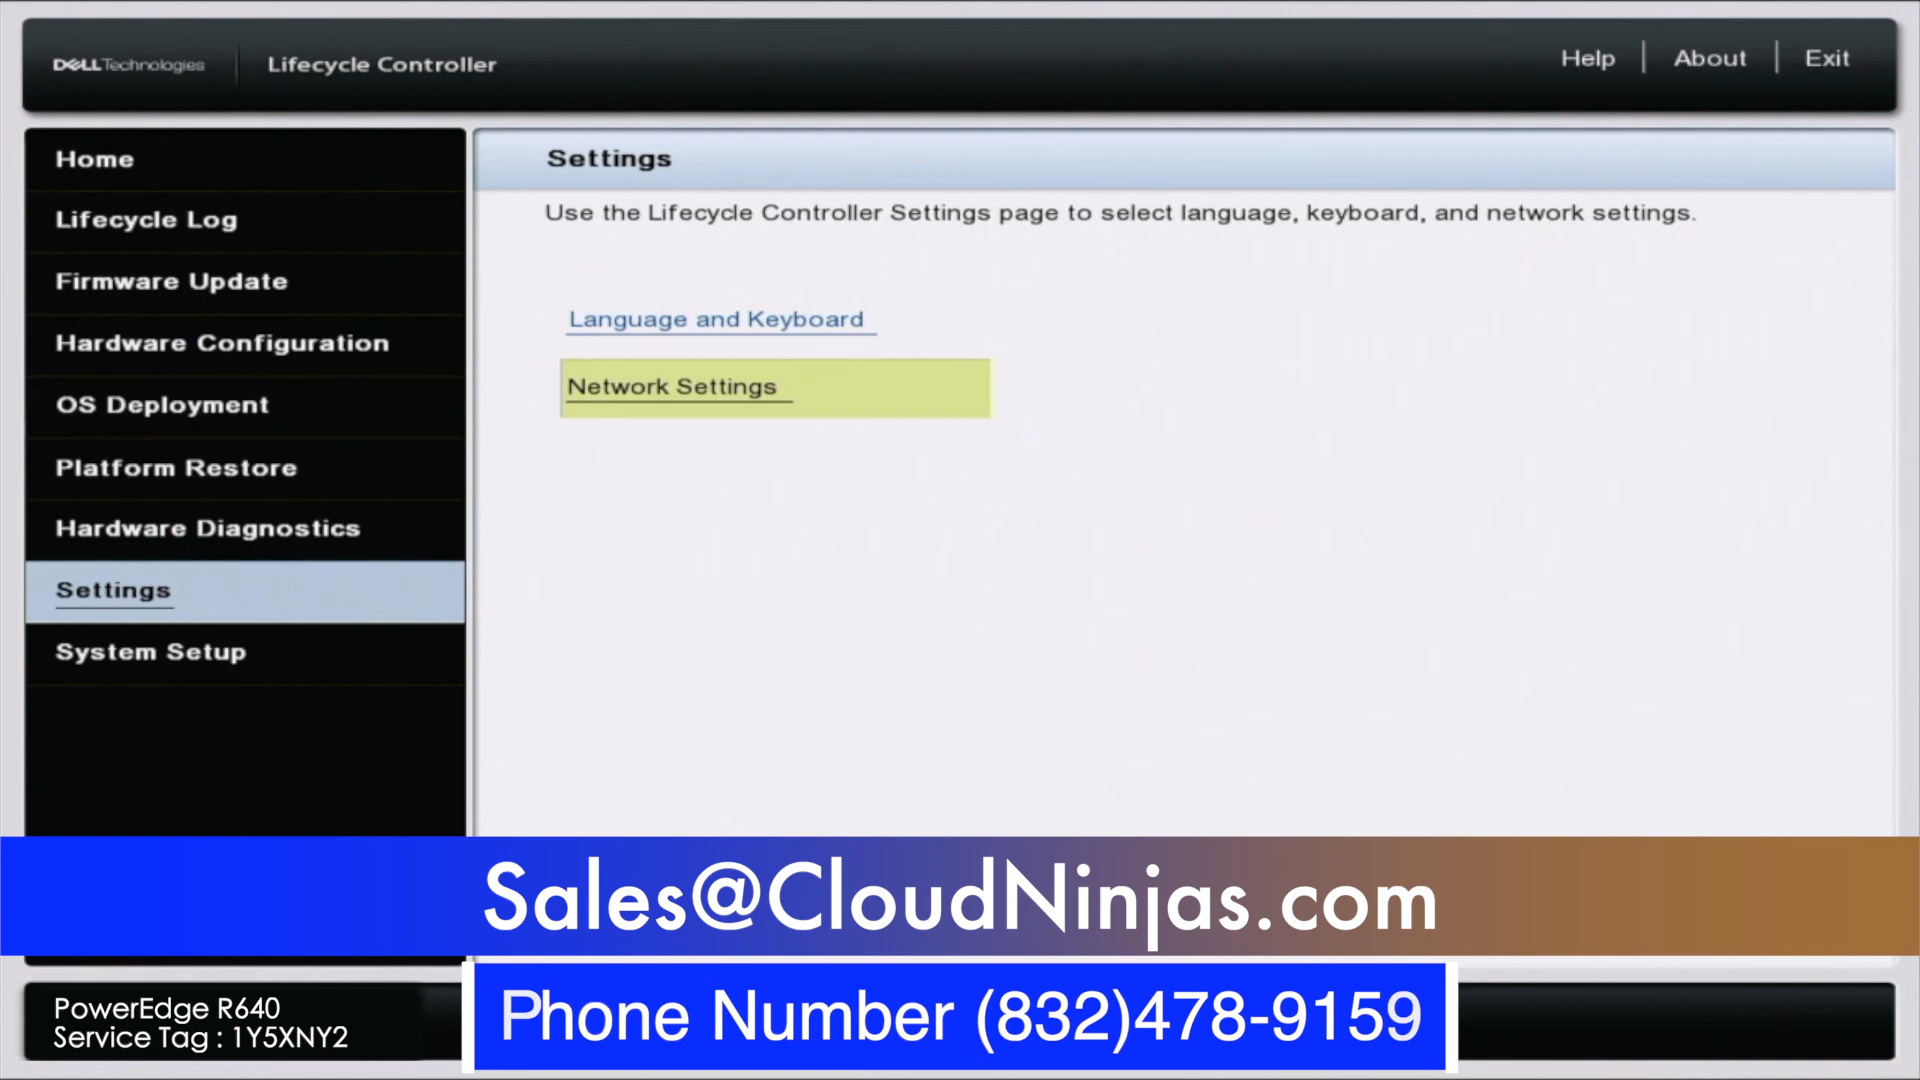 DELLTechnologies
Lifecycle Controller
Help
About
Exit
Home
Lifecycle Log
Firmware Update
Hardware Configuration
OS Deployment
Platform Restore
Hardware Diagnostics
Settings
System Setup
Settings
Use the Lifecycle Controller Settings page to select language, keyboard, and network settings.
Language and Keyboard
Network Settings
Sales@CloudNinjas.com
Phone Number (832)478-9159
PowerEdge R640
Service Tag : 1Y5XNY2